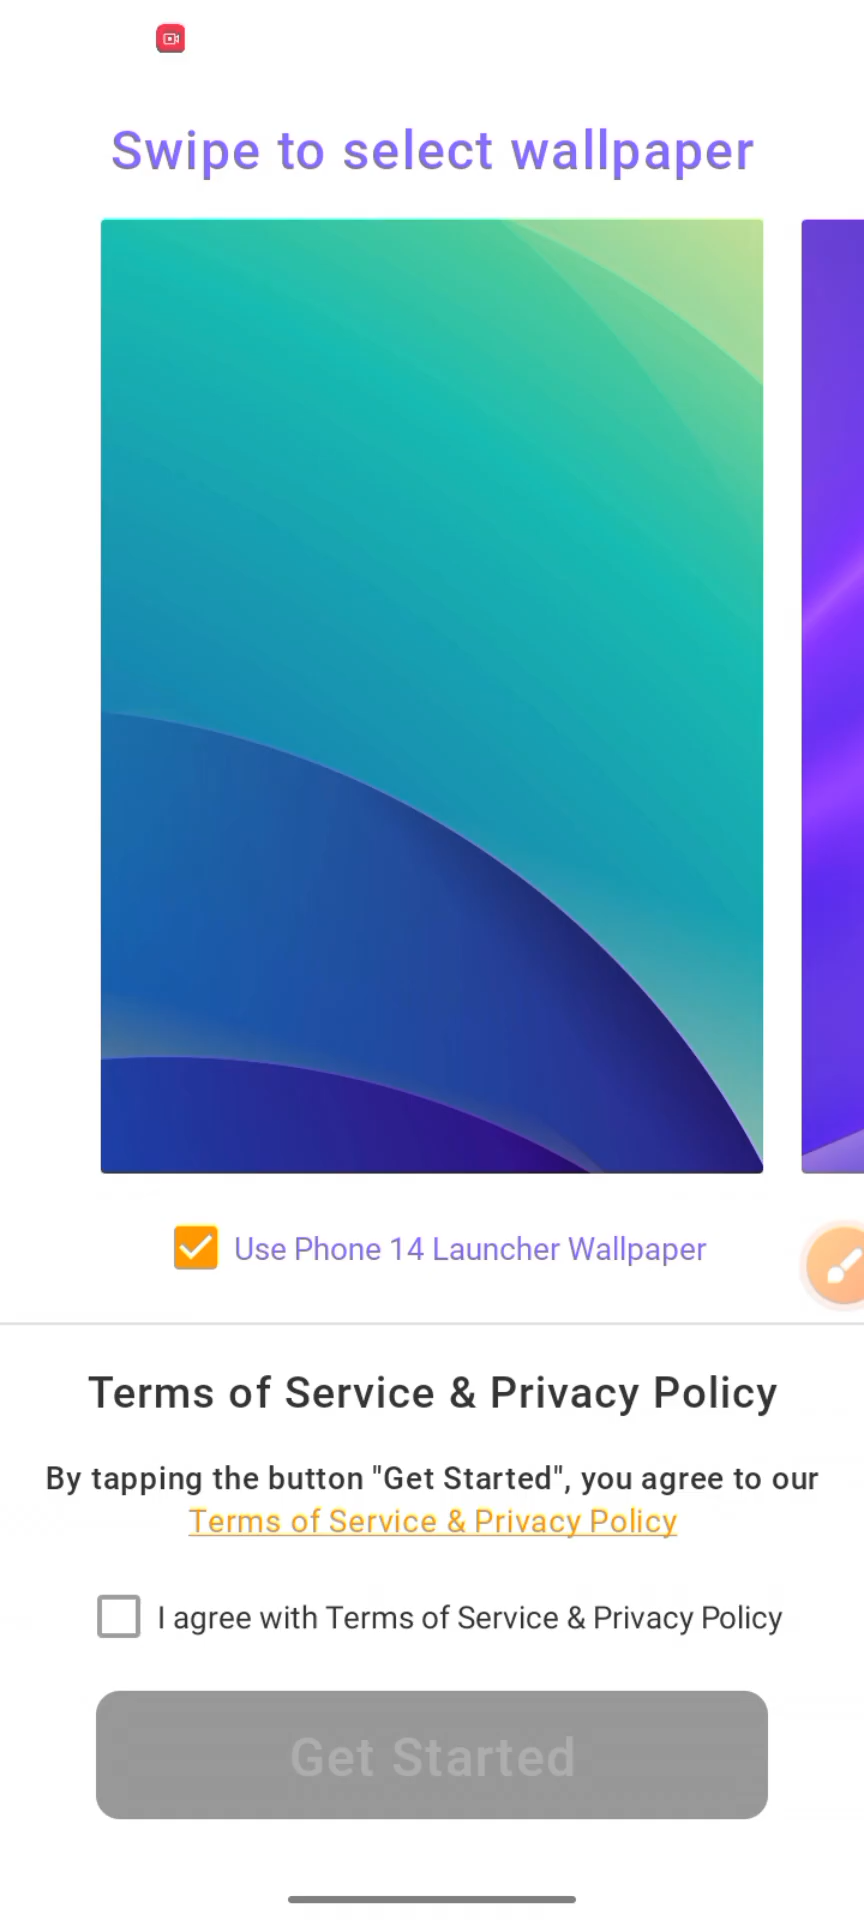 Swipe to select wallpaper
Use Phone 14 Launcher Wallpaper
Terms of Service & Privacy Policy
By tapping the button "Get Started", you agree to our
Terms of Service & Privacy Policy
I agree with Terms of Service & Privacy Policy
Get Started